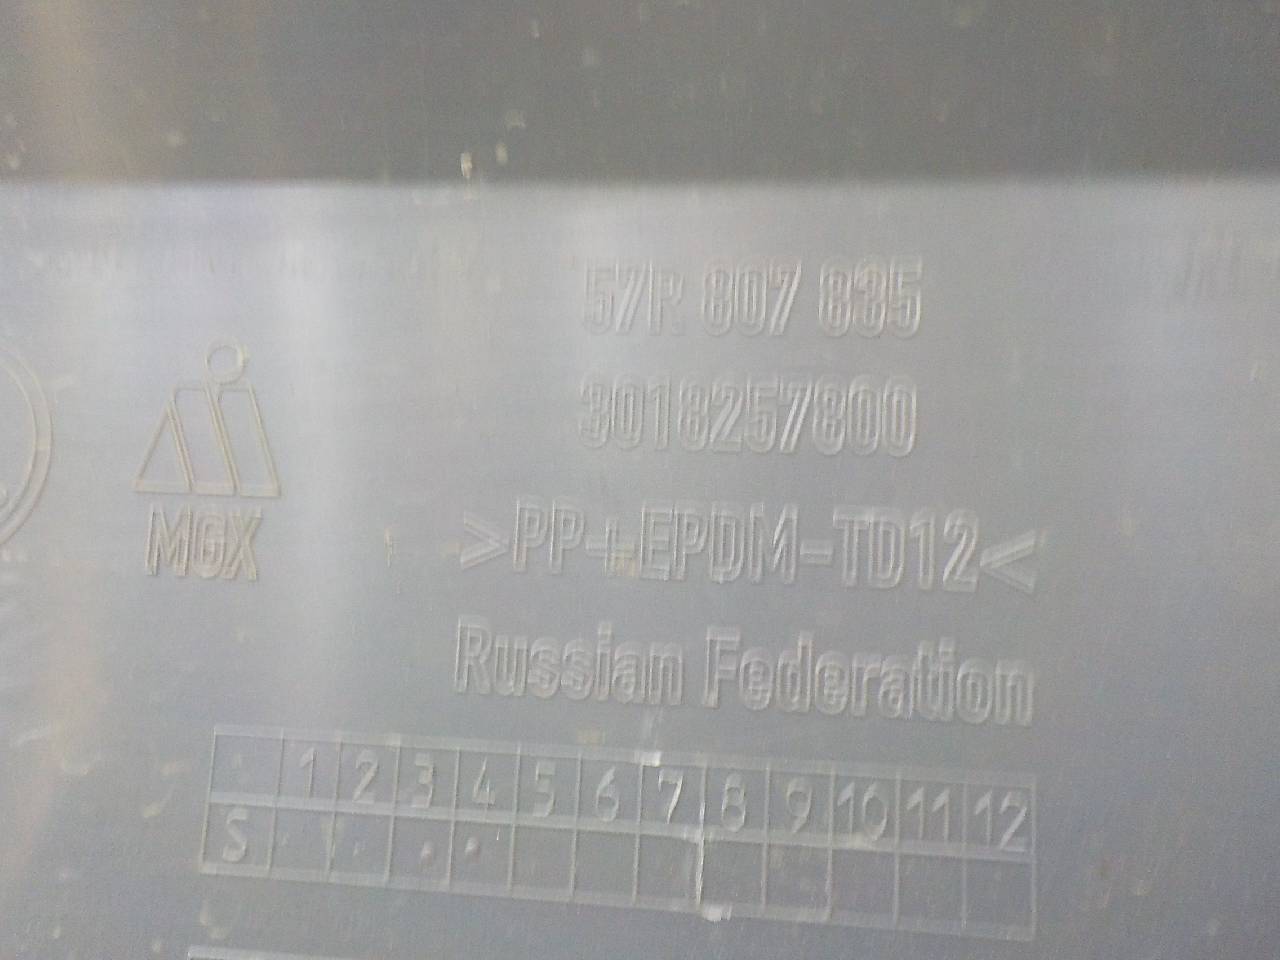 57R 807 835
3018257800
MGX
>PP+EPDM-TD12<
Russian Federation
1 2 3 4 5 6 7 8 9 10 11 12
S